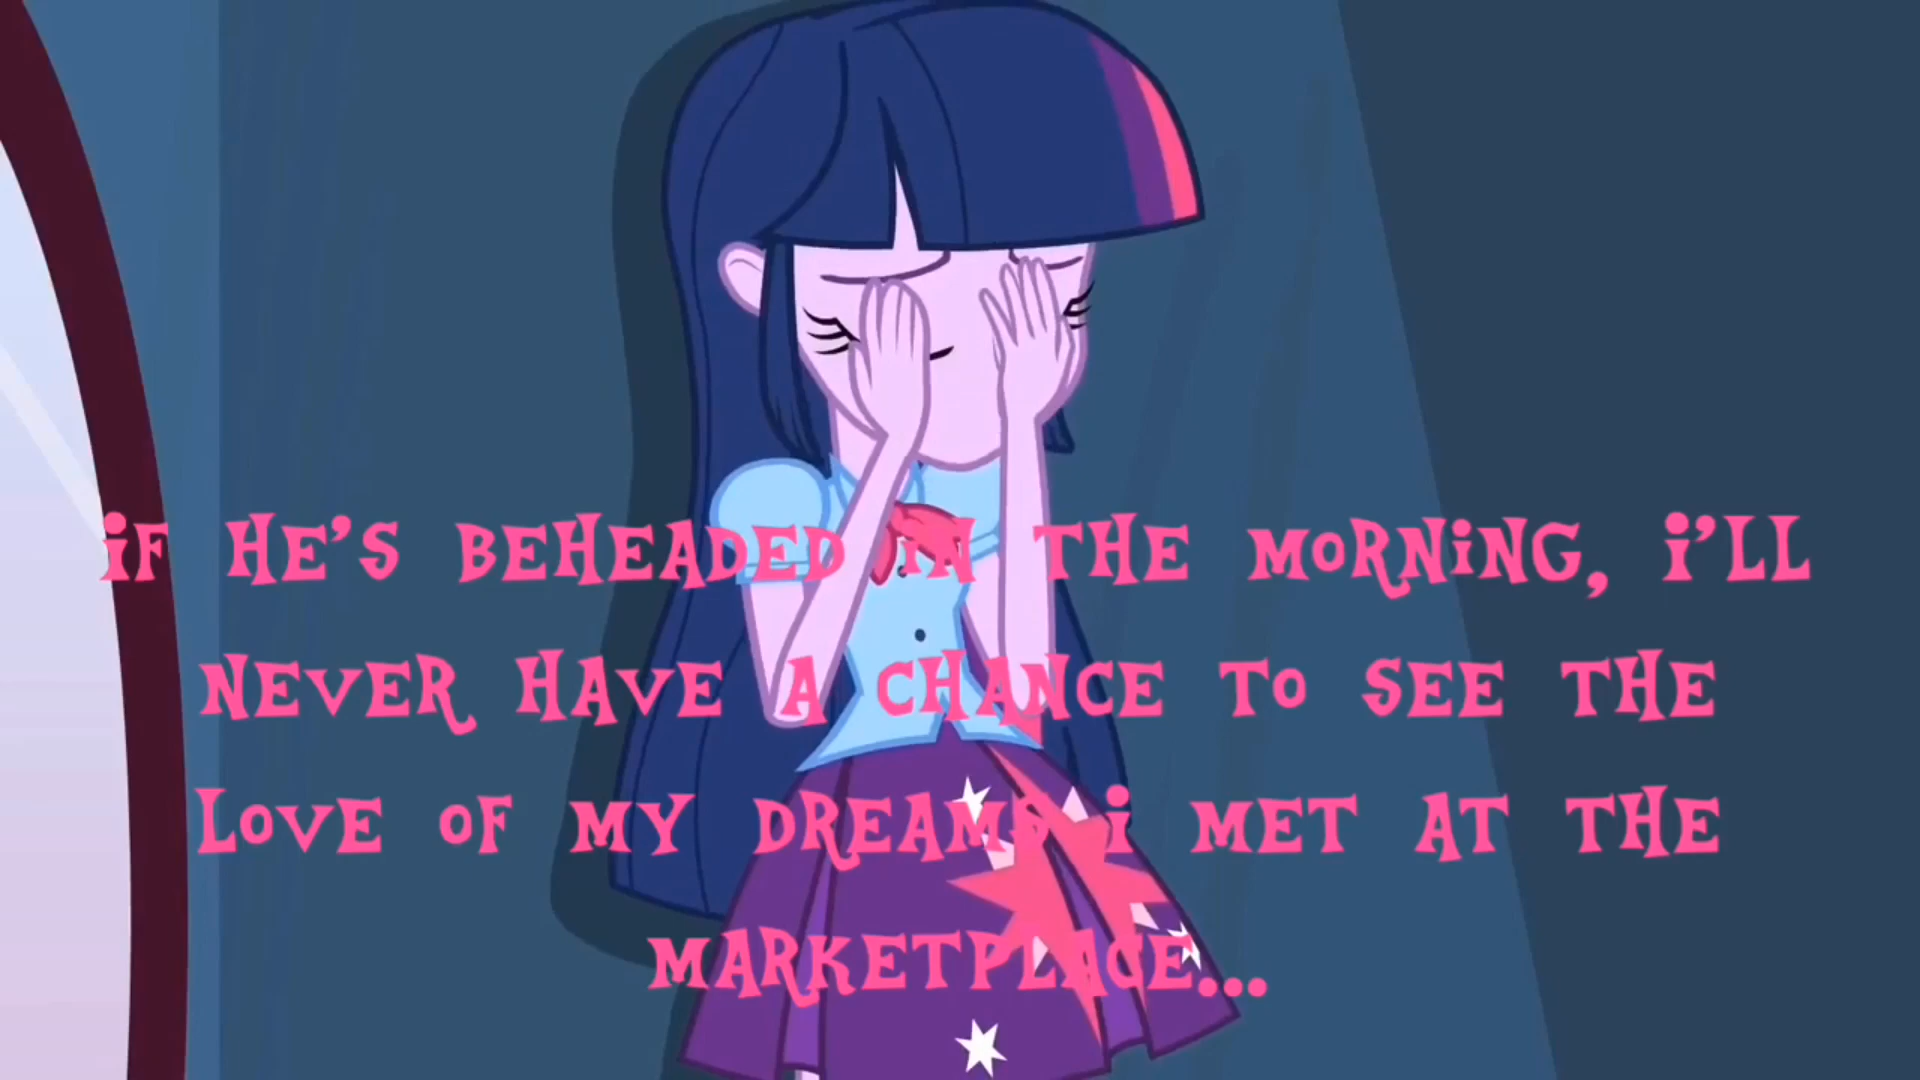 iF HE'S BEHEADED iN THE MORNiNG, i'LL
NEVER HAVE A CHANCE TO SEE THE
LOVE OF MY DREAMS i MET AT THE
MARKETPLACE...